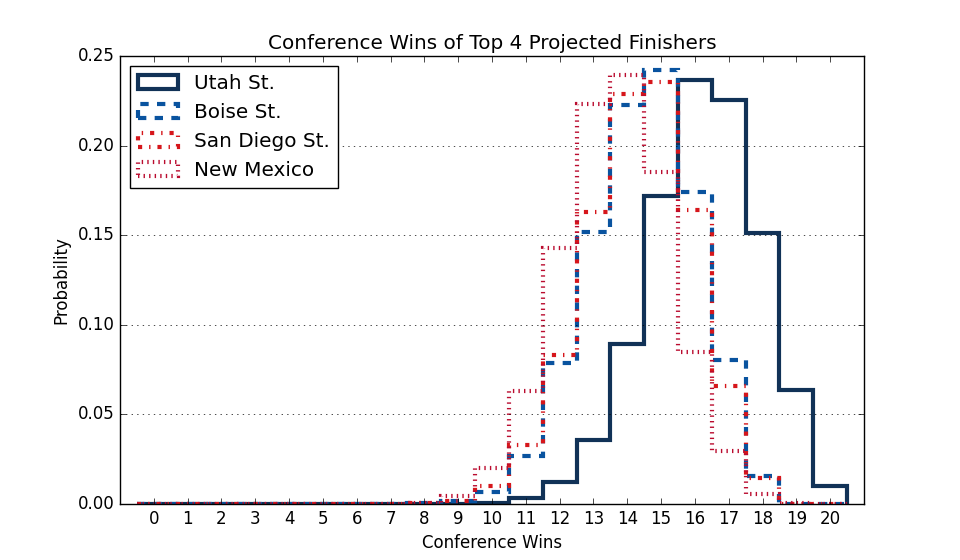 Conference Wins of Top 4 Projected Finishers
Utah St.
Boise St.
San Diego St.
New Mexico
Probability
0.25
0.20
0.15
0.10
0.05
0.00
0 1 2 3 4 5 6 7 8 9 10 11 12 13 14 15 16 17 18 19 20
Conference Wins